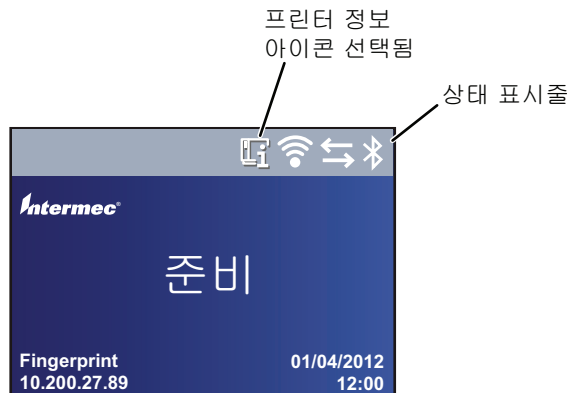 프린터 정보
아이콘 선택됨
상태 표시줄
Intermec®
준비
Fingerprint
01/04/2012
10.200.27.89
12:00